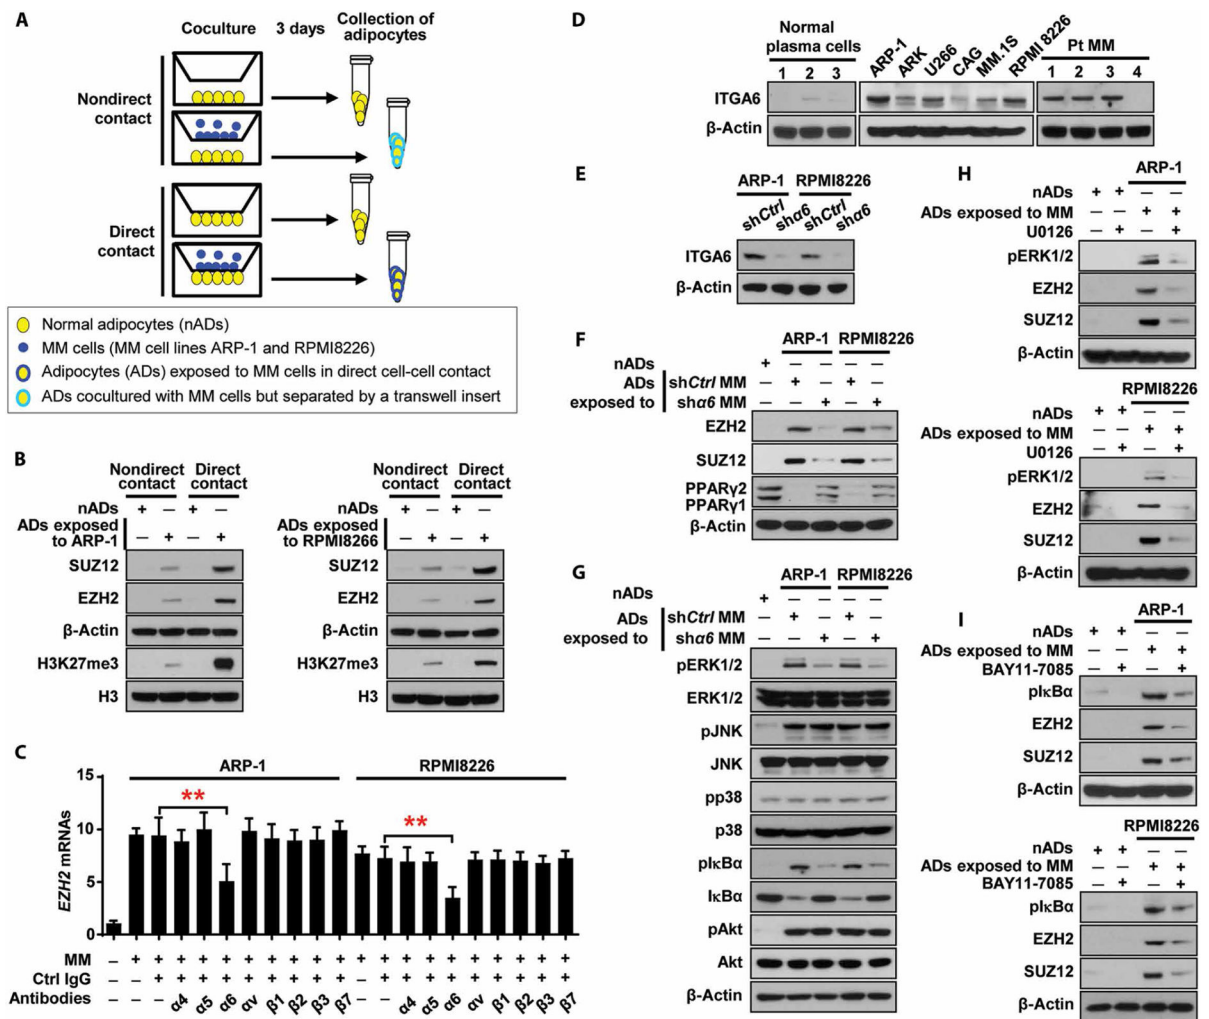 A
Coculture 3 days Collection of
adipocytes
Nondirect
contact
Direct
contact
Normal adipocytes (nADs)
MM cells (MM cell lines ARP-1 and RPMI8226)
Adipocytes (ADs) exposed to MM cells in direct cell-cell contact
ADs cocultured with MM cells but separated by a transwell insert
B
Nondirect contact Direct contact
nADs + – + –
ADs exposed
to ARP-1 – + – +
SUZ12
EZH2
β-Actin
H3K27me3
H3
Nondirect contact Direct contact
nADs + – + –
ADs exposed
to RPMI8266 – + – +
SUZ12
EZH2
β-Actin
H3K27me3
H3
C
ARP-1 RPMI8226
15
10
5
0
EZH2 mRNAs
** **
MM – + + + + + + + + + + + + + + + + + + + +
Ctrl IgG – – + + + + + + + + + – + + + + + + + + +
Antibodies – – – α4 α5 α6 αv β1 β2 β3 β7 – – α4 α5 α6 αv β1 β2 β3 β7
D
Normal
plasma cells
1 2 3
ARP-1 ARK U266 CAG MM.1S RPMI 8226
Pt MM
1 2 3 4
ITGA6
β-Actin
E
ARP-1 RPMI8226
shCtrl shα6 shCtrl shα6
ITGA6
β-Actin
F
ARP-1 RPMI8226
nADs + – – – –
ADs exposed to
shCtrl MM – + – + –
shα6 MM – – + – +
EZH2
SUZ12
PPARγ2
PPARγ1
β-Actin
G
ARP-1 RPMI8226
nADs + – – – –
ADs exposed to
shCtrl MM – + – + –
shα6 MM – – + – +
pERK1/2
ERK1/2
pJNK
JNK
pp38
p38
pIκBα
IκBα
pAkt
Akt
β-Actin
H
ARP-1
nADs + + – –
ADs exposed to MM – – + +
U0126 – + – +
pERK1/2
EZH2
SUZ12
β-Actin
RPMI8226
nADs + + – –
ADs exposed to MM – – + +
U0126 – + – +
pERK1/2
EZH2
SUZ12
β-Actin
I
ARP-1
nADs + + – –
ADs exposed to MM – – + +
BAY11-7085 – + – +
pIκBα
EZH2
SUZ12
β-Actin
RPMI8226
nADs + + – –
ADs exposed to MM – – + +
BAY11-7085 – + – +
pIκBα
EZH2
SUZ12
β-Actin